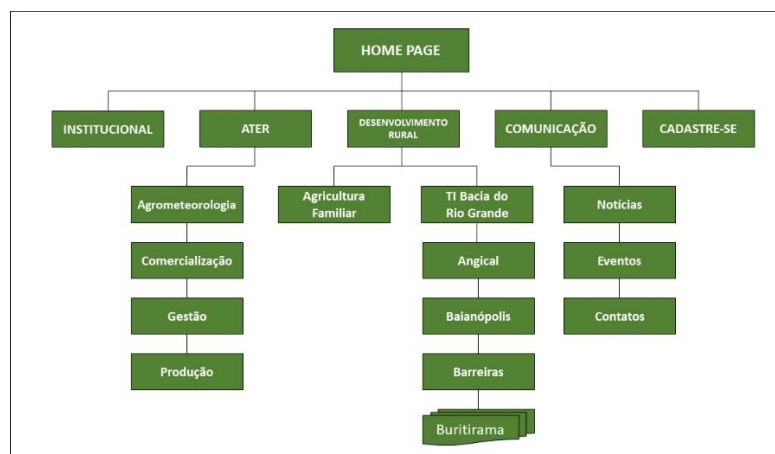 HOME PAGE
INSTITUCIONAL
ATER
DESENVOLVIMENTO
RURAL
COMUNICAÇÃO
CADASTRE-SE
Agrometeorologia
Agricultura
Familiar
TI Bacia do
Rio Grande
Notícias
Comercialização
Angical
Eventos
Gestão
Baianópolis
Contatos
Produção
Barreiras
Buritirama